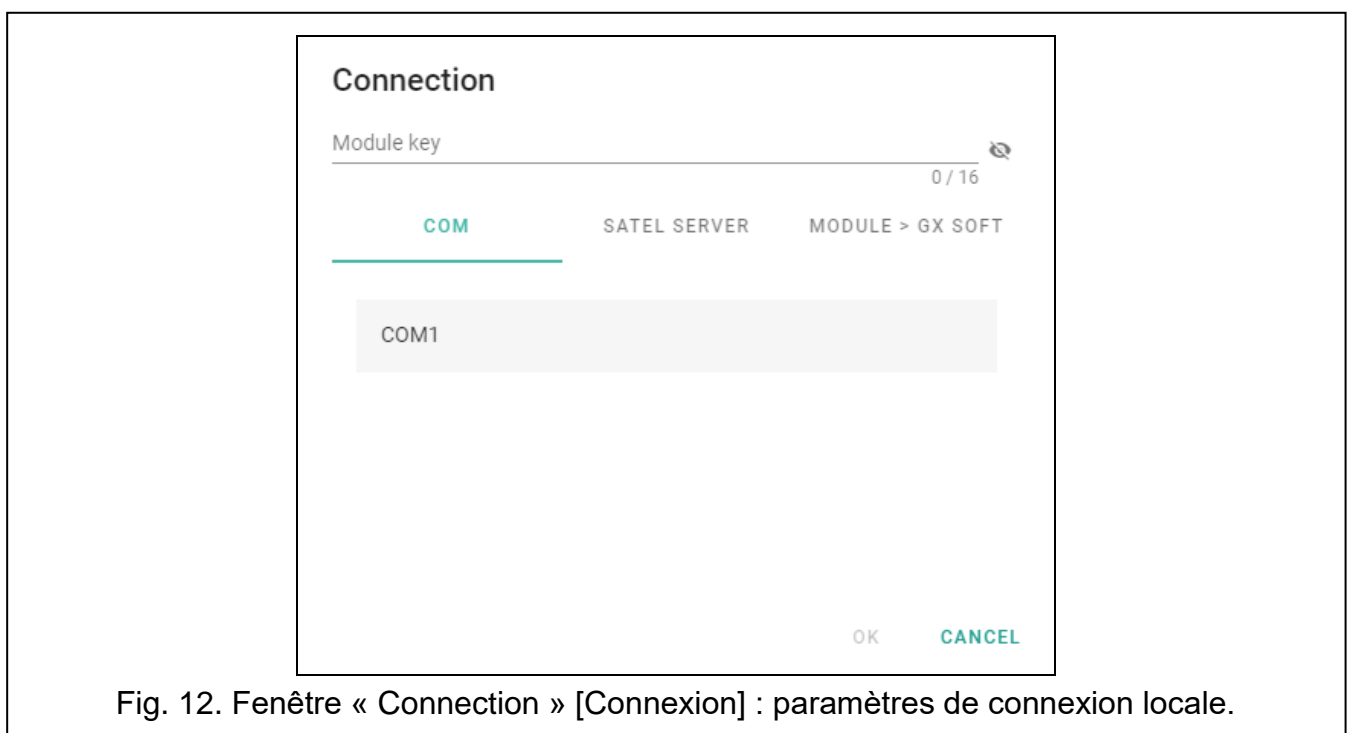 Connection
Module key
0 / 16
COM SATEL SERVER MODULE > GX SOFT
COM1
OK CANCEL
Fig. 12. Fenêtre « Connection » [Connexion] : paramètres de connexion locale.